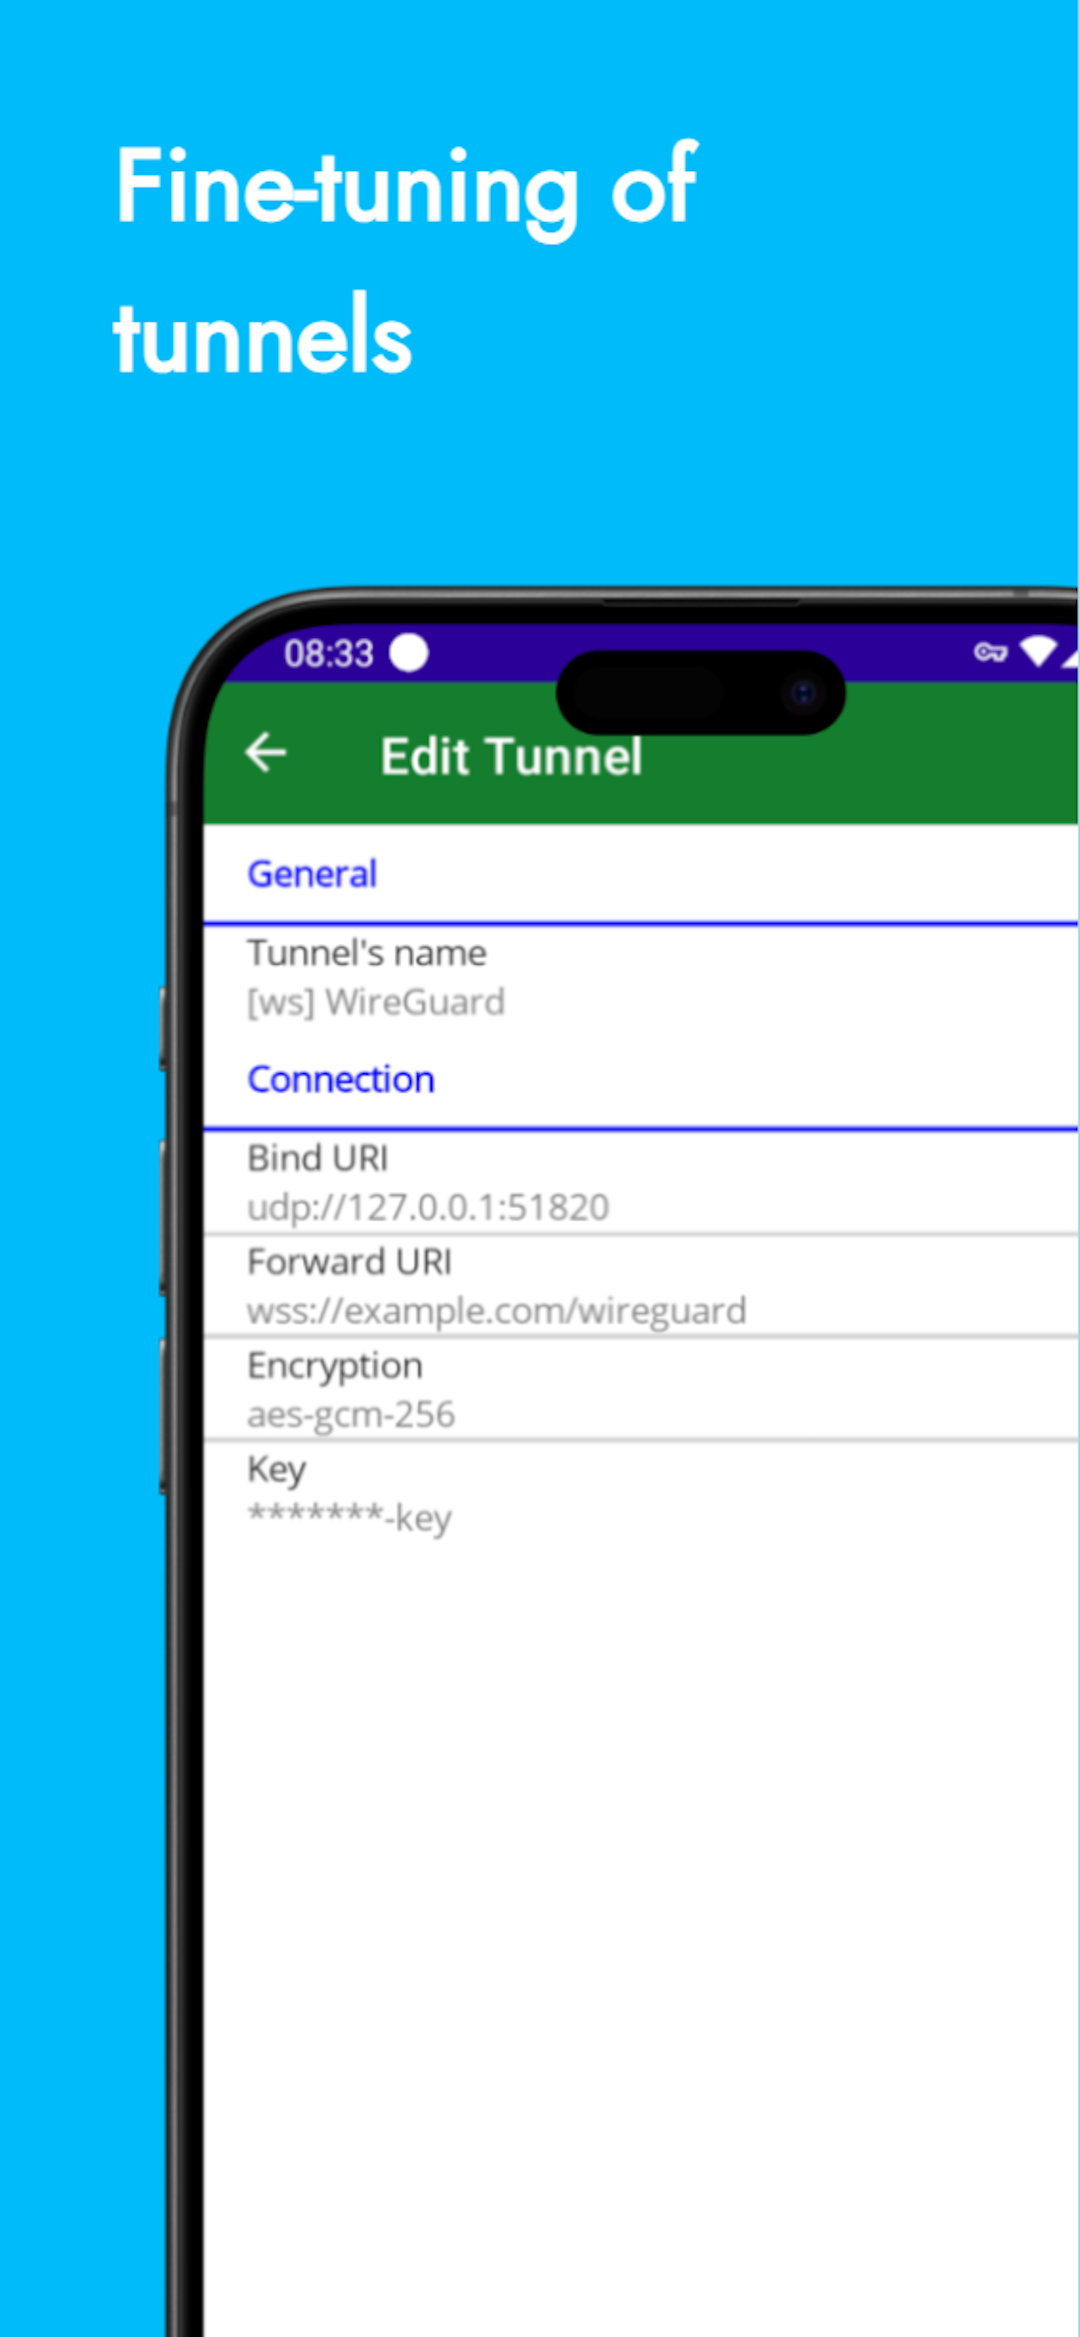 Fine-tuning of
tunnels
08:33
Edit Tunnel
General
Tunnel's name
[ws] WireGuard
Connection
Bind URI
udp://127.0.0.1:51820
Forward URI
wss://example.com/wireguard
Encryption
aes-gcm-256
Key
*******-key